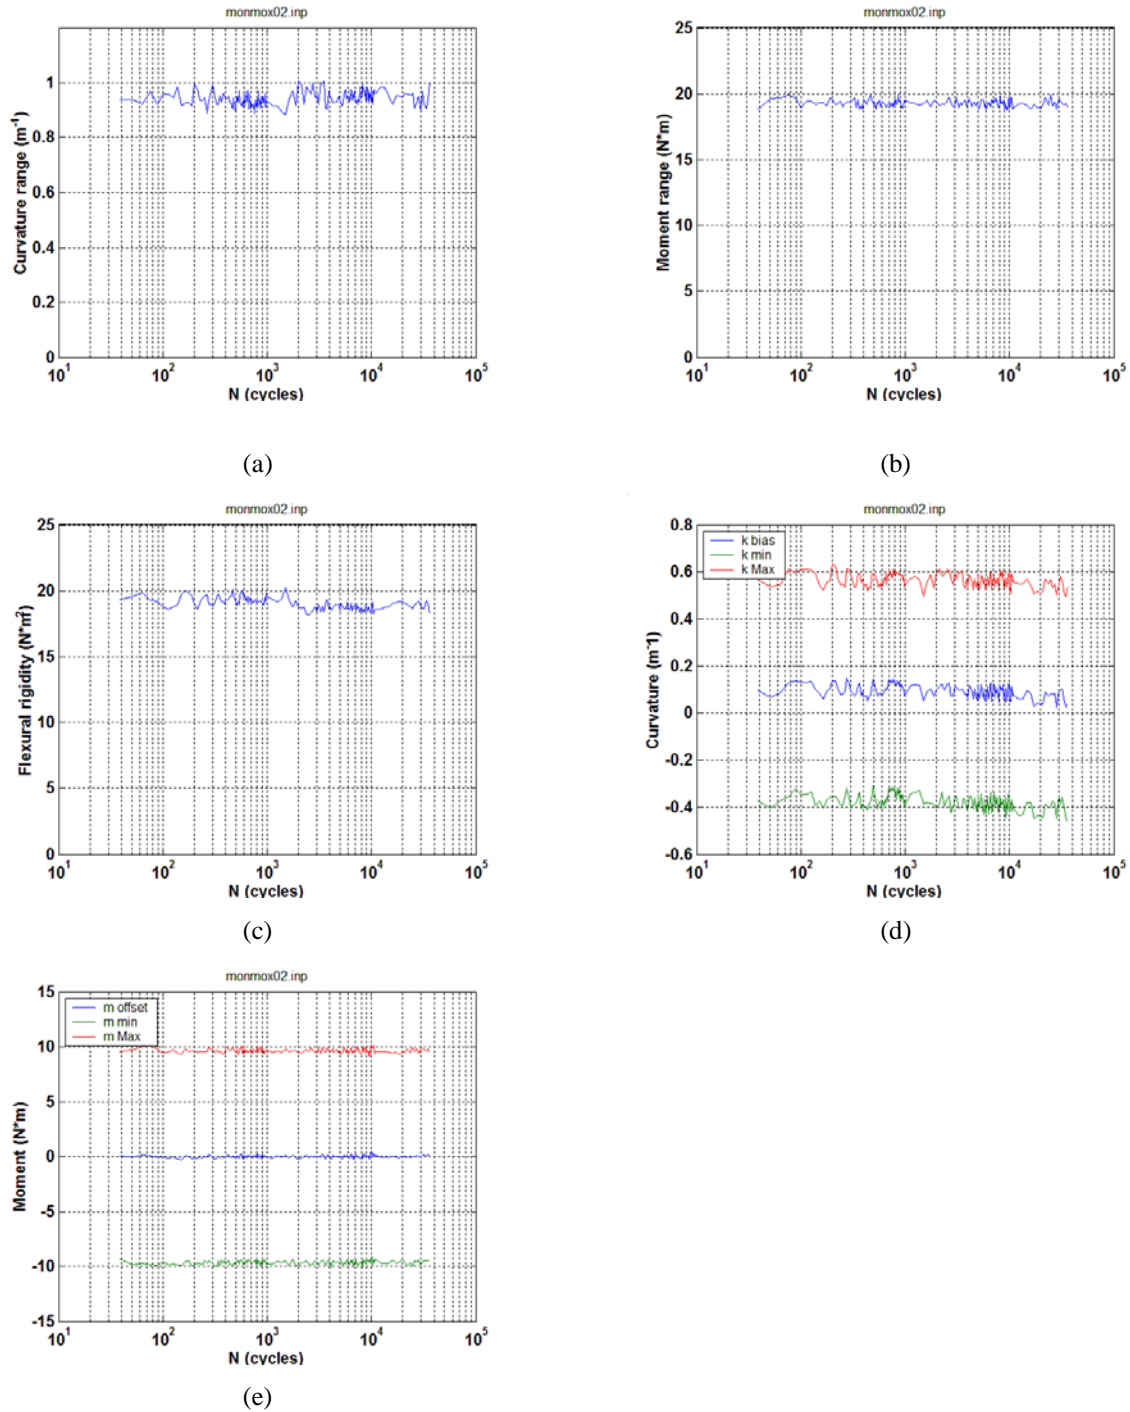 monmox02.inp
Curvature range (m⁻¹)
1
0.8
0.6
0.4
0.2
0
10¹ 10² 10³ 10⁴ 10⁵
N (cycles)
(a)
monmox02.inp
Moment range (N*m)
25
20
15
10
5
0
10¹ 10² 10³ 10⁴ 10⁵
N (cycles)
(b)
monmox02.inp
Flexural rigidity (N*m²)
25
20
15
10
5
0
10¹ 10² 10³ 10⁴ 10⁵
N (cycles)
(c)
monmox02.inp
k bias
k min
k Max
Curvature (m⁻1)
0.8
0.6
0.4
0.2
0
-0.2
-0.4
-0.6
10¹ 10² 10³ 10⁴ 10⁵
N (cycles)
(d)
monmox02.inp
m offset
m min
m Max
Moment (N*m)
15
10
5
0
-5
-10
-15
10¹ 10² 10³ 10⁴ 10⁵
N (cycles)
(e)